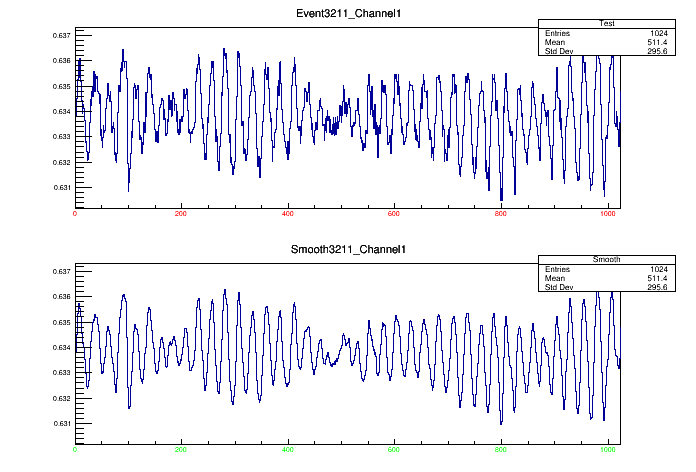 Event3211_Channel1
Test
Entries 1024
Mean 511.4
Std Dev 295.6
0.637
0.636
0.635
0.634
0.633
0.632
0.631
0 200 400 600 800 1000
Smooth3211_Channel1
Smooth
Entries 1024
Mean 511.4
Std Dev 295.6
0.637
0.636
0.635
0.634
0.633
0.632
0.631
0 200 400 600 800 1000